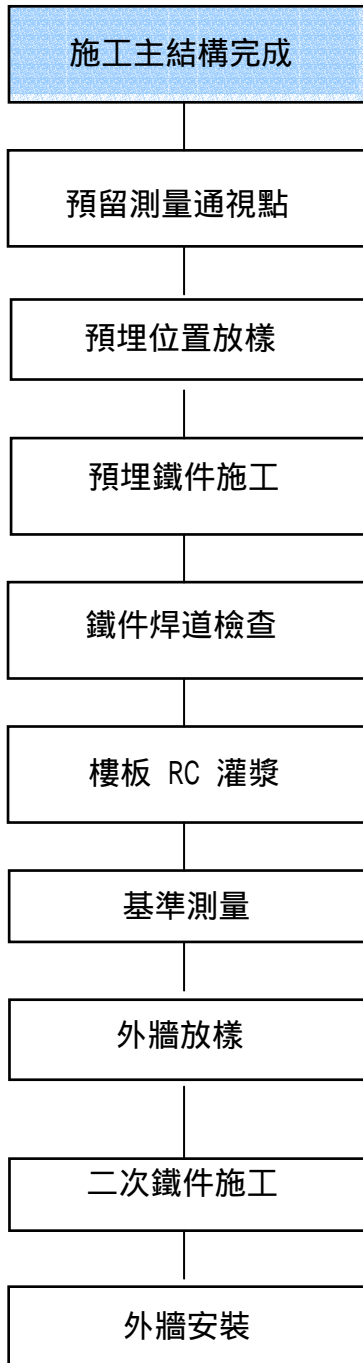 施工主結構完成
預留測量通視點
預埋位置放樣
預埋鐵件施工
鐵件焊道檢查
樓板 RC 灌漿
基準測量
外牆放樣
二次鐵件施工
外牆安裝